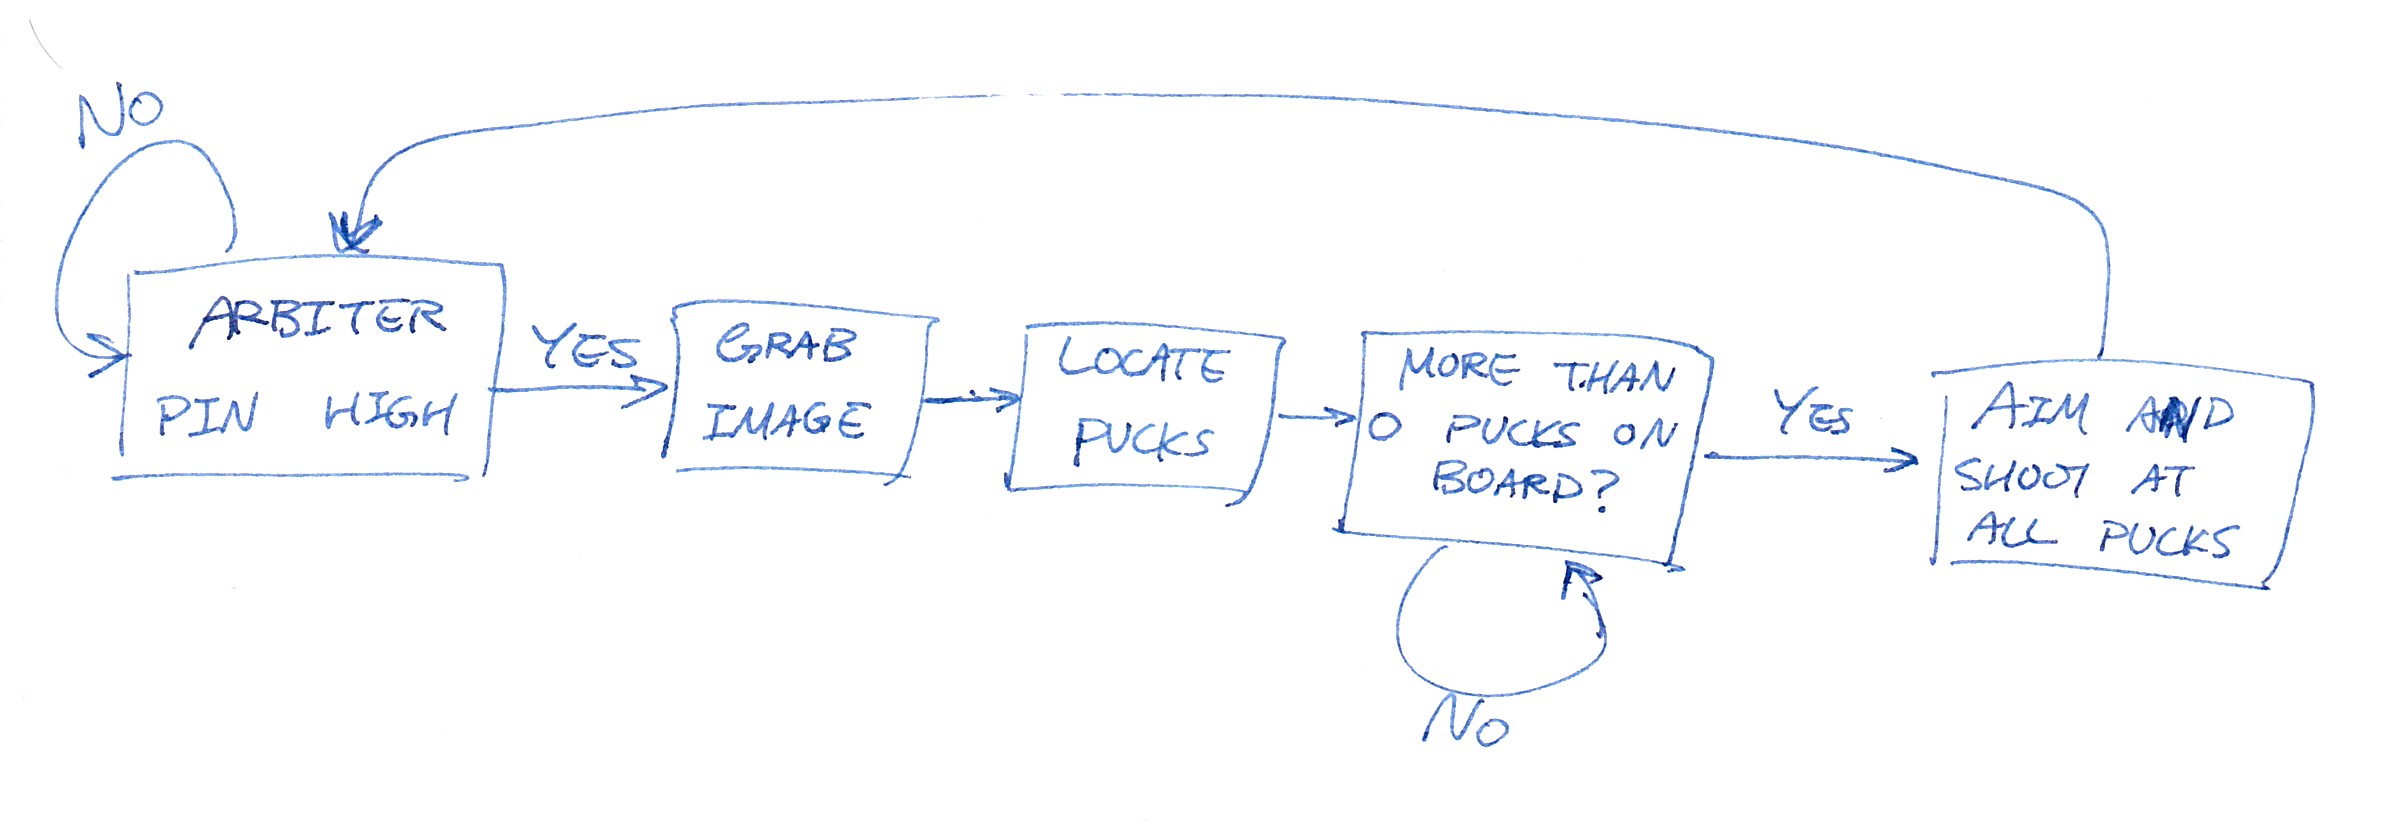 NO
ARBITER
PIN HIGH
YES
GRAB
IMAGE
LOCATE
PUCKS
MORE THAN
0 PUCKS ON
BOARD?
NO
YES
AIM AND
SHOOT AT
ALL PUCKS